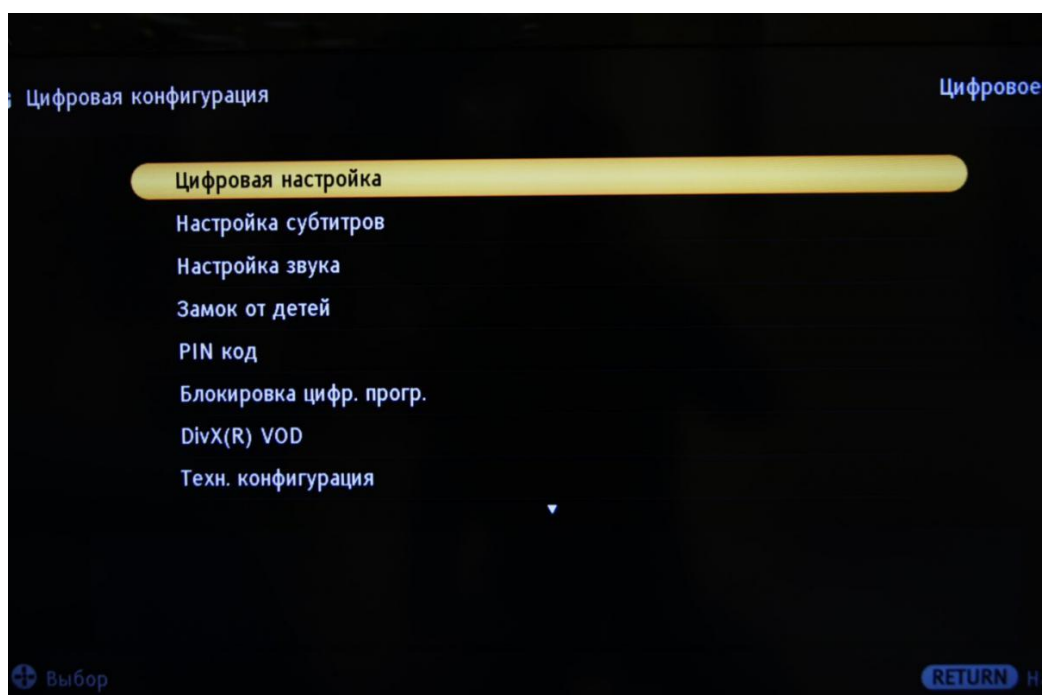 Цифровая конфигурация
Цифровое
Цифровая настройка
Настройка субтитров
Настройка звука
Замок от детей
PIN код
Блокировка цифр. прогр.
DivX(R) VOD
Техн. конфигурация
Выбор
RETURN